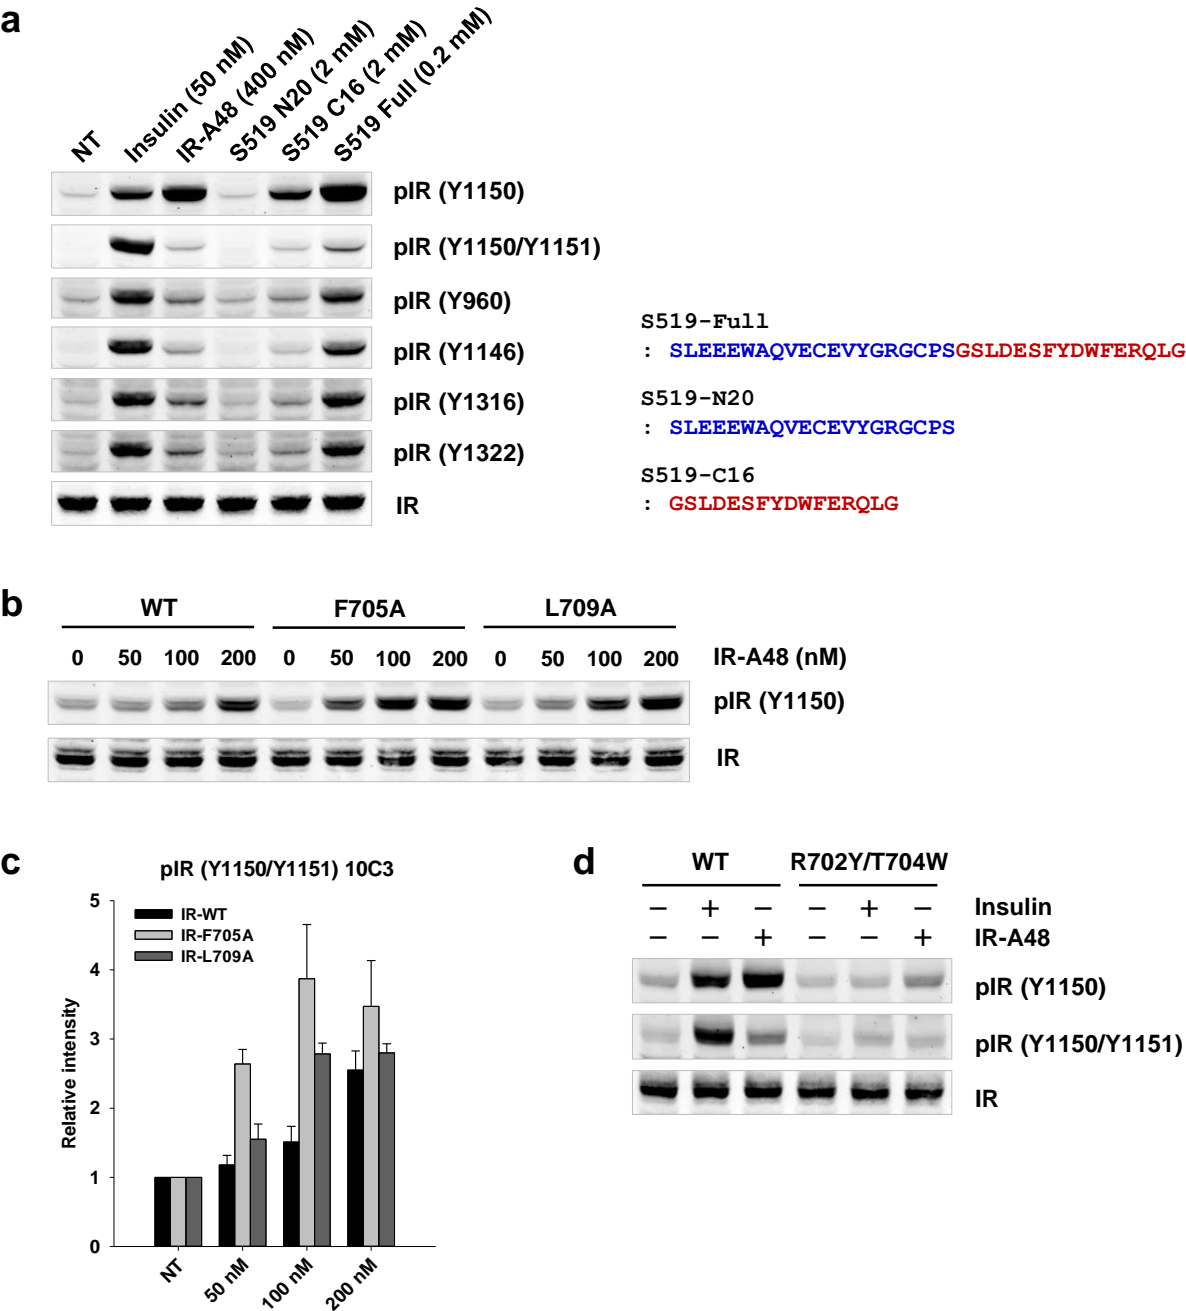 a
NT
Insulin (50 nM)
IR-A48 (400 nM)
S519 N20 (2 mM)
S519 C16 (2 mM)
S519 Full (0.2 mM)
pIR (Y1150)
pIR (Y1150/Y1151)
pIR (Y960)
pIR (Y1146)
pIR (Y1316)
pIR (Y1322)
IR
S519-Full
: SLEEEWAQVECEVYGRGCPSGSLDESFYDWFERQLG
S519-N20
: SLEEEWAQVECEVYGRGCPS
S519-C16
: GSLDESFYDWFERQLG
b
WT F705A L709A
0 50 100 200 0 50 100 200 0 50 100 200 IR-A48 (nM)
pIR (Y1150)
IR
c
pIR (Y1150/Y1151) 10C3
IR-WT
IR-F705A
IR-L709A
Relative intensity
5
4
3
2
1
0
NT 50 nM 100 nM 200 nM
d
WT R702Y/T704W
− + − − + − Insulin
− − + − − + IR-A48
pIR (Y1150)
pIR (Y1150/Y1151)
IR